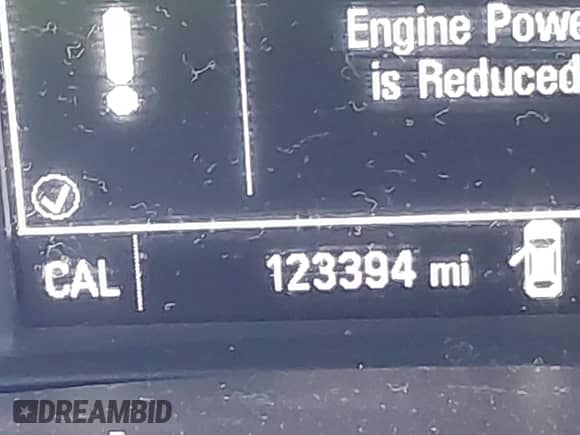 Engine Powe
is Reduced
CAL
123394 mi
DREAMBID